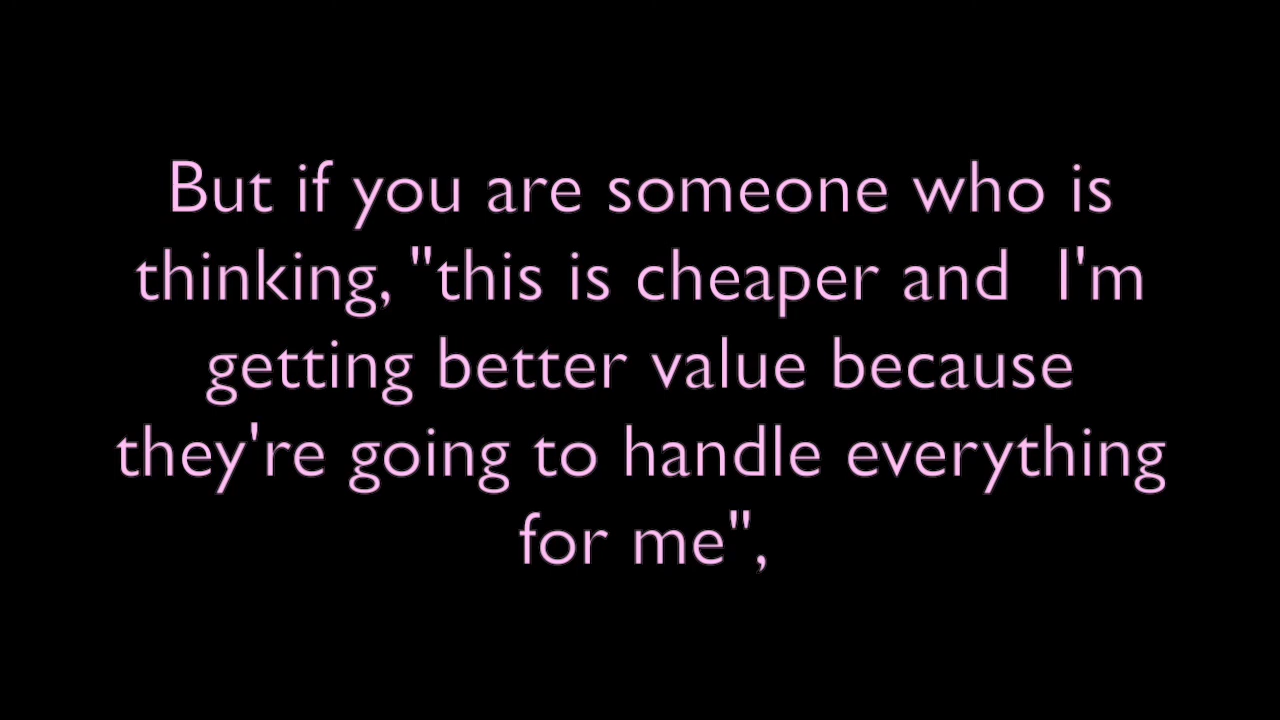 But if you are someone who is
thinking, "this is cheaper and  I'm
getting better value because
they're going to handle everything
for me",